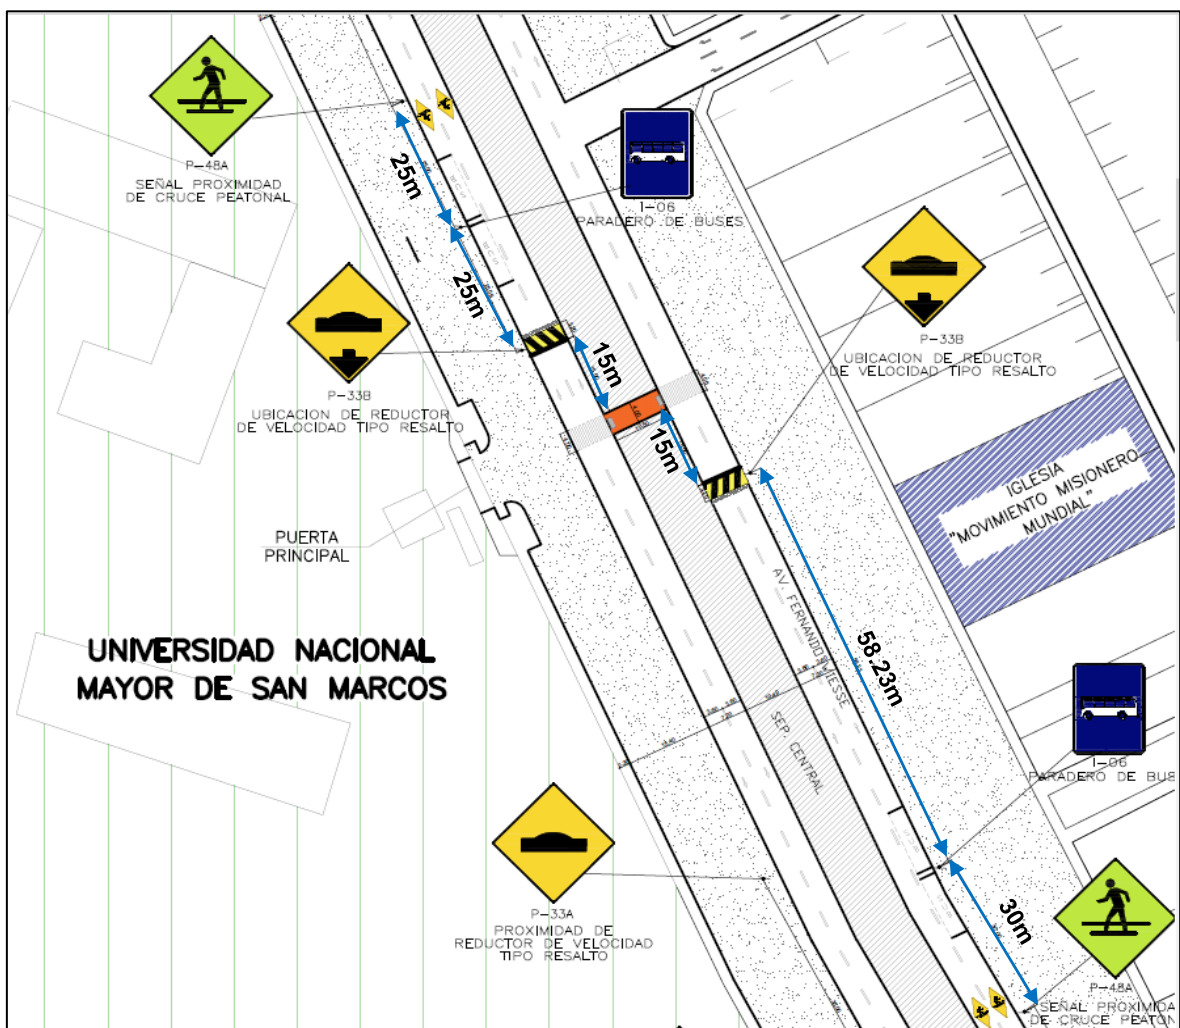 P-48A
SEÑAL PROXIMIDAD
DE CRUCE PEATONAL
25m
I-06
PARADERO DE BUSES
25m
P-33B
UBICACION DE REDUCTOR
DE VELOCIDAD TIPO RESALTO
P-33B
UBICACION DE REDUCTOR
DE VELOCIDAD TIPO RESALTO
15m
15m
IGLESIA
"MOVIMIENTO MISIONERO
MUNDIAL"
PUERTA
PRINCIPAL
UNIVERSIDAD NACIONAL
MAYOR DE SAN MARCOS
AV. FERNANDO WIESSE
58.23m
SEP. CENTRAL
I-06
PARADERO DE BUS
P-33A
PROXIMIDAD DE
REDUCTOR DE VELOCIDAD
TIPO RESALTO
30m
P-48A
SEÑAL PROXIMIDA
DE CRUCE PEATON